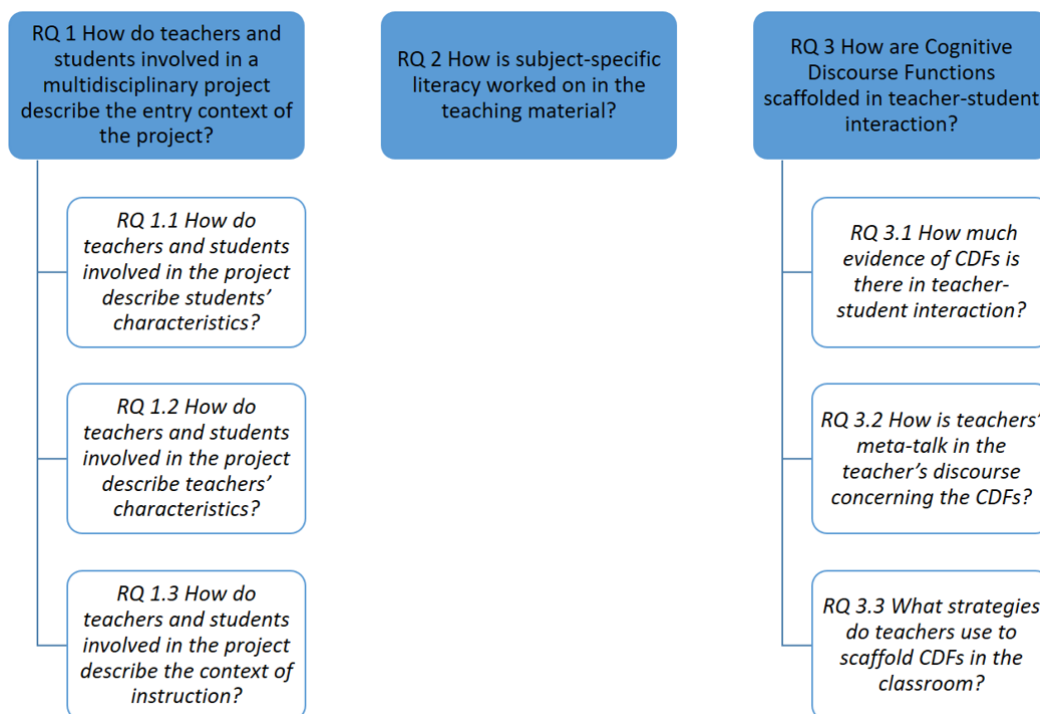 RQ 1 How do teachers and
students involved in a
multidisciplinary project
describe the entry context of
the project?
RQ 1.1 How do
teachers and students
involved in the project
describe students’
characteristics?
RQ 1.2 How do
teachers and students
involved in the project
describe teachers’
characteristics?
RQ 1.3 How do
teachers and students
involved in the project
describe the context of
instruction?
RQ 2 How is subject-specific
literacy worked on in the
teaching material?
RQ 3 How are Cognitive
Discourse Functions
scaffolded in teacher-student
interaction?
RQ 3.1 How much
evidence of CDFs is
there in teacher-
student interaction?
RQ 3.2 How is teachers’
meta-talk in the
teacher’s discourse
concerning the CDFs?
RQ 3.3 What strategies
do teachers use to
scaffold CDFs in the
classroom?